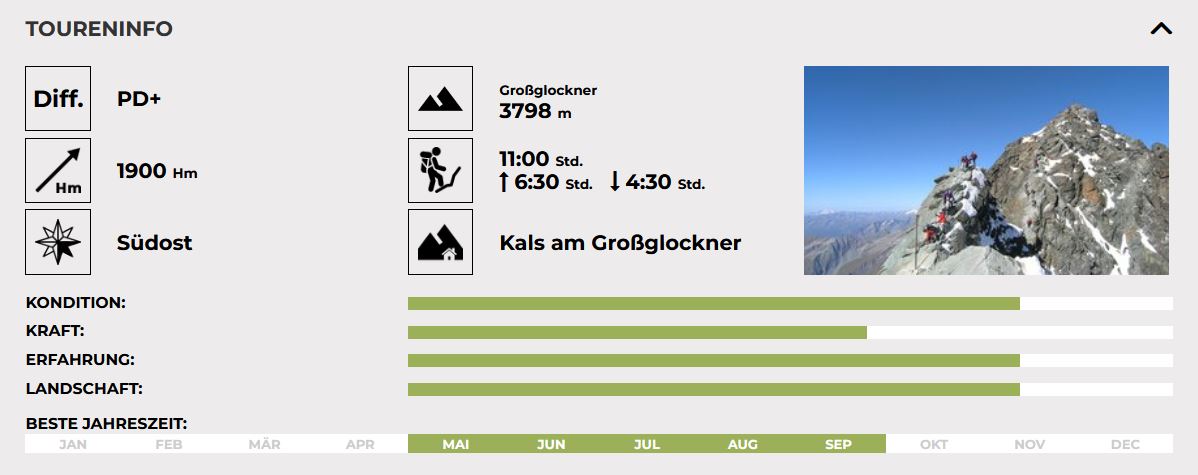 TOURENINFO
Diff. PD+
Großglockner
3798 m
Hm 1900 Hm
11:00 Std.
↑ 6:30 Std. ↓ 4:30 Std.
Südost
Kals am Großglockner
KONDITION:
KRAFT:
ERFAHRUNG:
LANDSCHAFT:
BESTE JAHRESZEIT:
JAN FEB MÄR APR MAI JUN JUL AUG SEP OKT NOV DEC